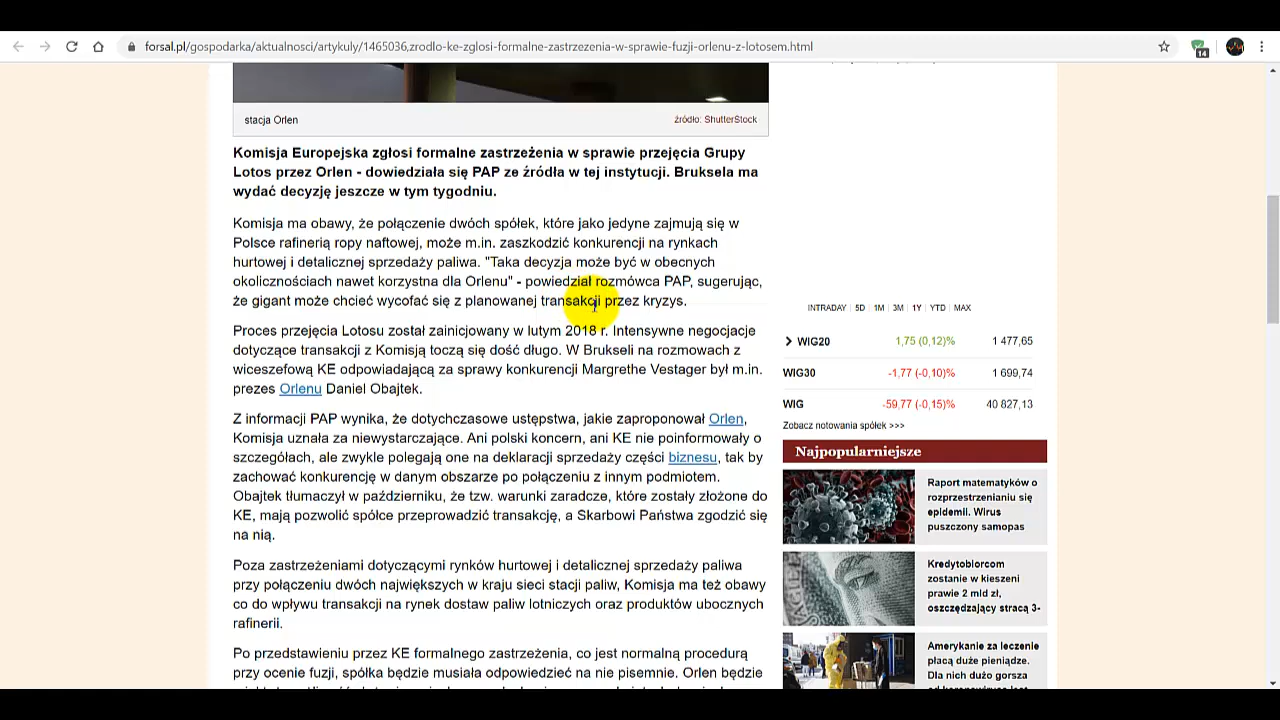 forsal.pl/gospodarka/aktualnosci/artykuly/1465036,zrodlo-ke-zglosi-formalne-zastrzezenia-w-sprawie-fuzji-orlenu-z-lotosem.html
14
stacja Orlen
źródło: ShutterStock
Komisja Europejska zgłosi formalne zastrzeżenia w sprawie przejęcia Grupy
Lotos przez Orlen - dowiedziała się PAP ze źródła w tej instytucji. Bruksela ma
wydać decyzję jeszcze w tym tygodniu.
Komisja ma obawy, że połączenie dwóch spółek, które jako jedyne zajmują się w
Polsce rafinerią ropy naftowej, może m.in. zaszkodzić konkurencji na rynkach
hurtowej i detalicznej sprzedaży paliwa. "Taka decyzja może być w obecnych
okolicznościach nawet korzystna dla Orlenu" - powiedział rozmówca PAP, sugerując,
że gigant może chcieć wycofać się z planowanej transakcji przez kryzys.
Proces przejęcia Lotosu został zainicjowany w lutym 2018 r. Intensywne negocjacje
dotyczące transakcji z Komisją toczą się dość długo. W Brukseli na rozmowach z
wiceszefową KE odpowiadającą za sprawy konkurencji Margrethe Vestager był m.in.
prezes Orlenu Daniel Obajtek.
Z informacji PAP wynika, że dotychczasowe ustępstwa, jakie zaproponował Orlen,
Komisja uznała za niewystarczające. Ani polski koncern, ani KE nie poinformowały o
szczegółach, ale zwykle polegają one na deklaracji sprzedaży części biznesu, tak by
zachować konkurencję w danym obszarze po połączeniu z innym podmiotem.
Obajtek tłumaczył w październiku, że tzw. warunki zaradcze, które zostały złożone do
KE, mają pozwolić spółce przeprowadzić transakcję, a Skarbowi Państwa zgodzić się
na nią.
Poza zastrzeżeniami dotyczącymi rynków hurtowej i detalicznej sprzedaży paliwa
przy połączeniu dwóch największych w kraju sieci stacji paliw, Komisja ma też obawy
co do wpływu transakcji na rynek dostaw paliw lotniczych oraz produktów ubocznych
rafinerii.
Po przedstawieniu przez KE formalnego zastrzeżenia, co jest normalną procedurą
przy ocenie fuzji, spółka będzie musiała odpowiedzieć na nie pisemnie. Orlen będzie
INTRADAY | 5D | 1M | 3M | 1Y | YTD | MAX
WIG20 1,75 (0,12)% 1 477,65
WIG30 -1,77 (-0,10)% 1 699,74
WIG -59,77 (-0,15)% 40 827,13
Zobacz notowania spółek >>>
Najpopularniejsze
Raport matematyków o
rozprzestrzenianiu się
epidemii. Wirus
puszczony samopas
Kredytobiorcom
zostanie w kieszeni
prawie 2 mld zł,
oszczędzający stracą 3-
Amerykanie za leczenie
płacą duże pieniądze.
Dla nich dużo gorsza